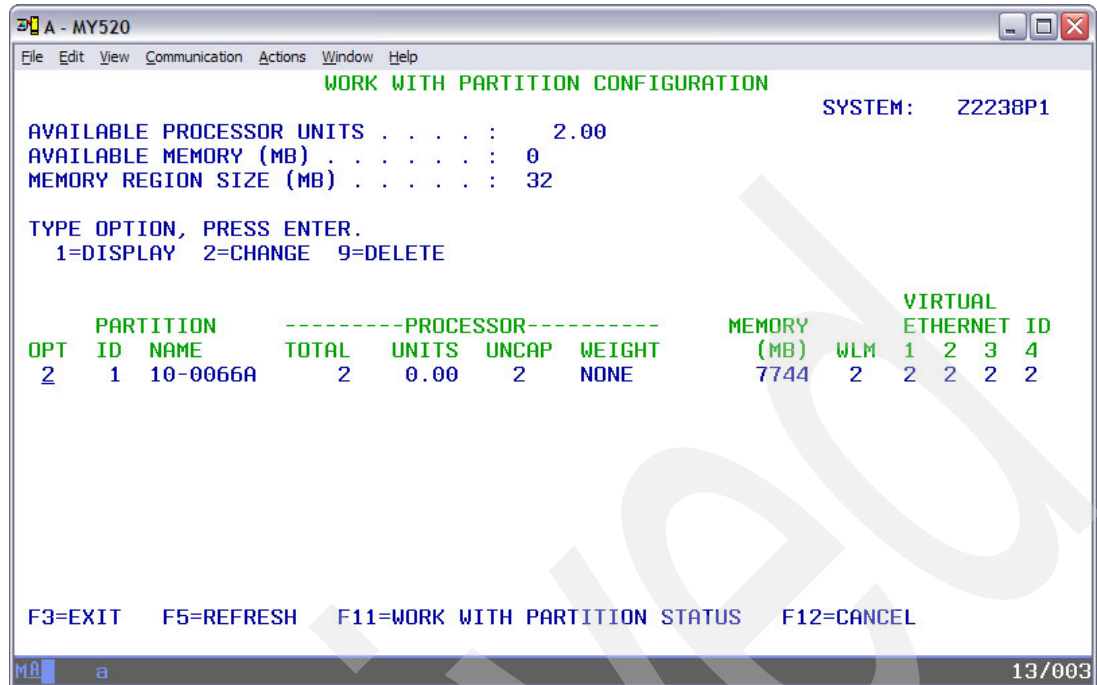 A - MY520
File Edit View Communication Actions Window Help
WORK WITH PARTITION CONFIGURATION
SYSTEM: Z2238P1
AVAILABLE PROCESSOR UNITS . . . . : 2.00
AVAILABLE MEMORY (MB) . . . . . . : 0
MEMORY REGION SIZE (MB) . . . . . : 32
TYPE OPTION, PRESS ENTER.
1=DISPLAY 2=CHANGE 9=DELETE
VIRTUAL
PARTITION ---------PROCESSOR---------- MEMORY ETHERNET ID
OPT ID NAME TOTAL UNITS UNCAP WEIGHT (MB) WLM 1 2 3 4
2 1 10-0066A 2 0.00 2 NONE 7744 2 2 2 2 2
F3=EXIT F5=REFRESH F11=WORK WITH PARTITION STATUS F12=CANCEL
MA a 13/003